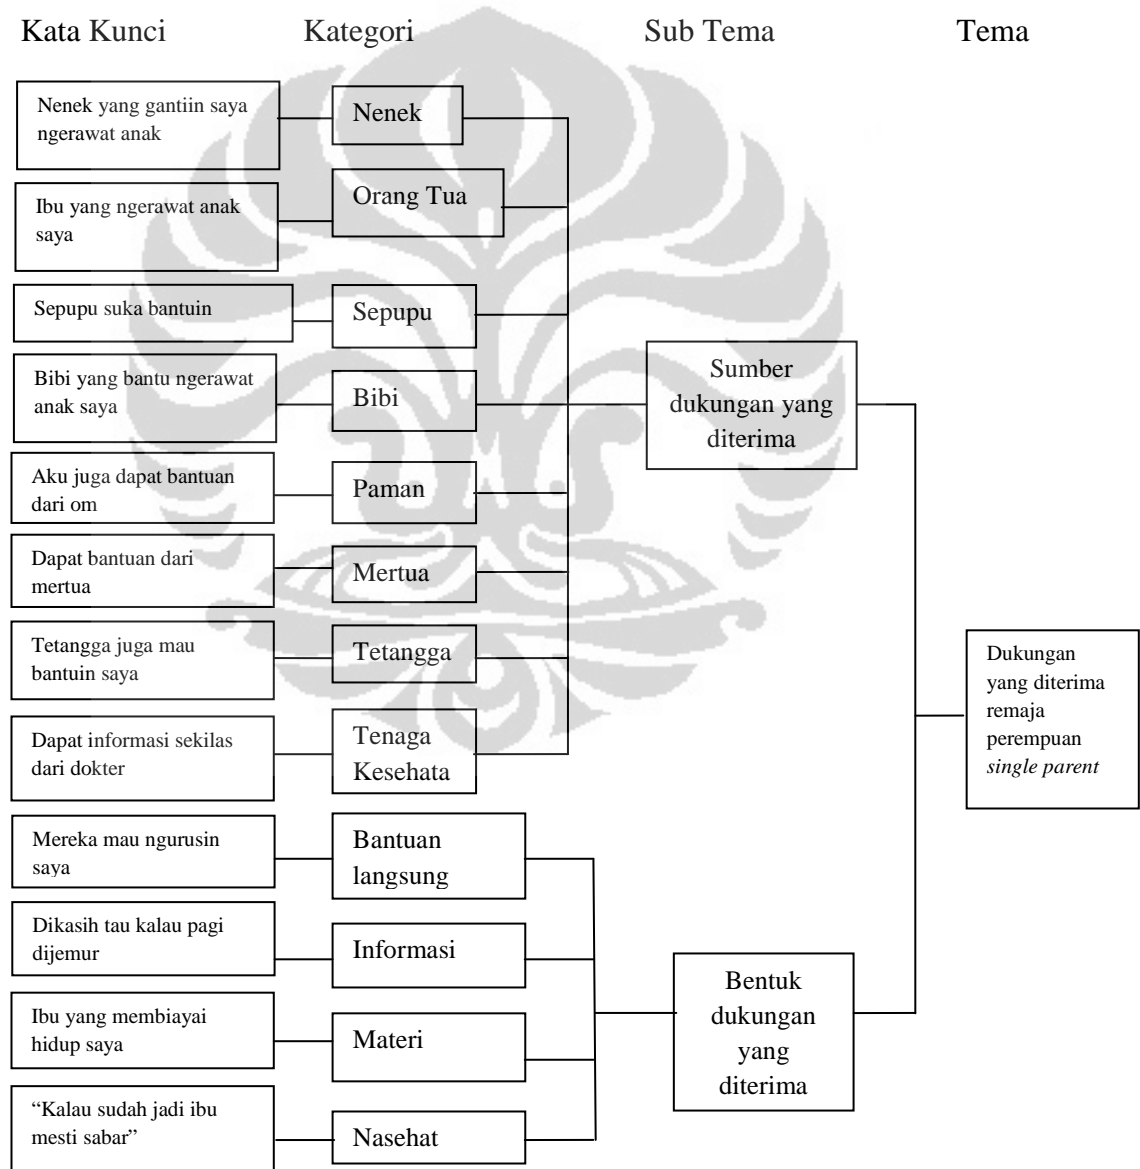 Kata Kunci Kategori Sub Tema Tema
Nenek yang gantiin saya
ngerawat anak
Nenek
Ibu yang ngerawat anak
saya
Orang Tua
Sepupu suka bantuin
Sepupu
Bibi yang bantu ngerawat
anak saya
Bibi
Aku juga dapat bantuan
dari om
Paman
Dapat bantuan dari
mertua
Mertua
Tetangga juga mau
bantuin saya
Tetangga
Dapat informasi sekilas
dari dokter
Tenaga
Kesehata
Sumber
dukungan yang
diterima
Mereka mau ngurusin
saya
Bantuan
langsung
Dikasih tau kalau pagi
dijemur
Informasi
Ibu yang membiayai
hidup saya
Materi
“Kalau sudah jadi ibu
mesti sabar”
Nasehat
Bentuk
dukungan
yang
diterima
Dukungan
yang diterima
remaja
perempuan
single parent